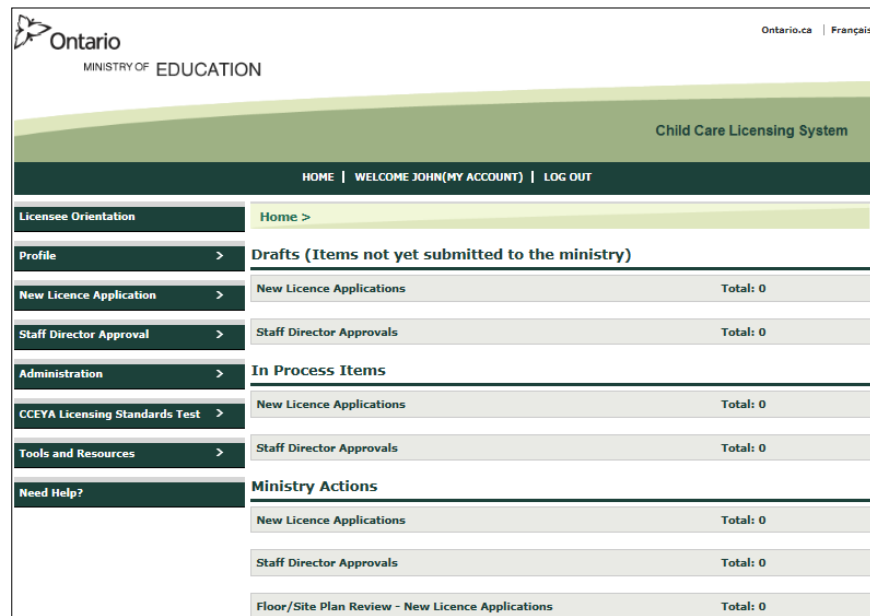 Ontario
Ontario.ca | Français
MINISTRY OF EDUCATION
Child Care Licensing System
HOME | WELCOME JOHN(MY ACCOUNT) | LOG OUT
Licensee Orientation
Profile >
New Licence Application >
Staff Director Approval >
Administration >
CCEYA Licensing Standards Test >
Tools and Resources >
Need Help?
Home >
Drafts (Items not yet submitted to the ministry)
New Licence Applications Total: 0
Staff Director Approvals Total: 0
In Process Items
New Licence Applications Total: 0
Staff Director Approvals Total: 0
Ministry Actions
New Licence Applications Total: 0
Staff Director Approvals Total: 0
Floor/Site Plan Review - New Licence Applications Total: 0